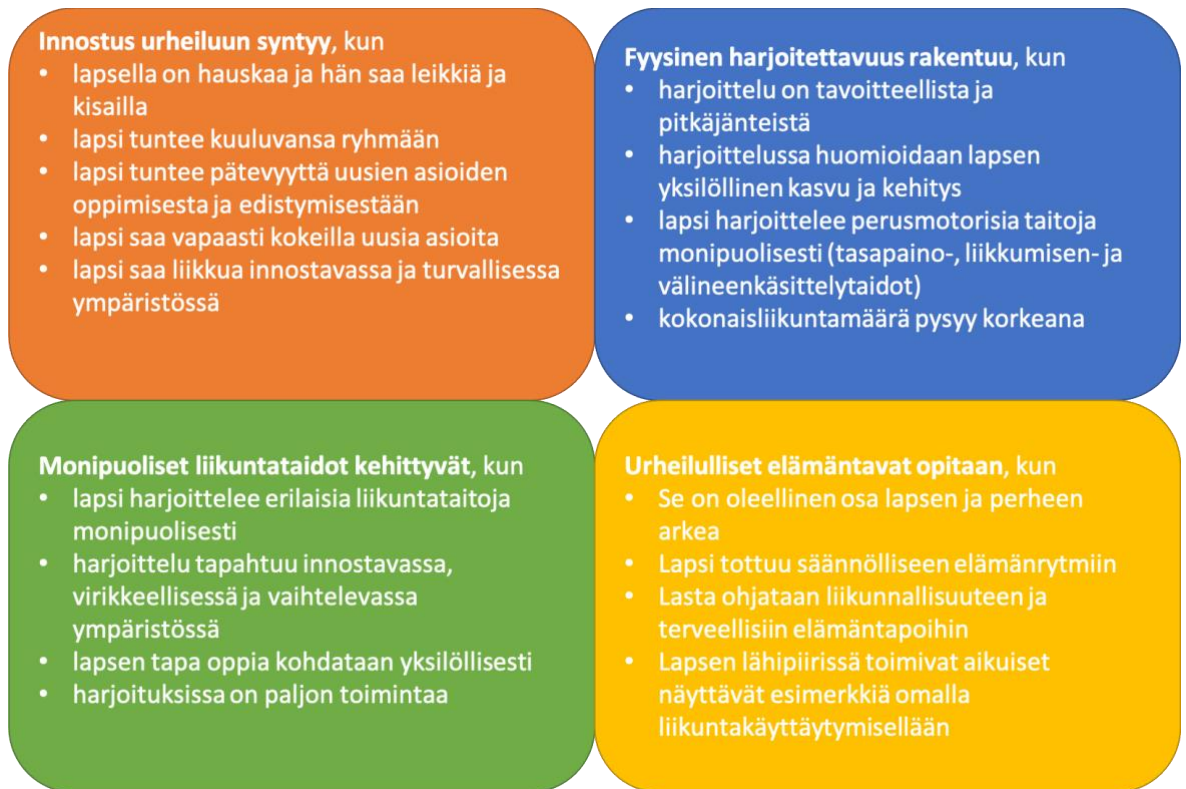 Innostus urheiluun syntyy, kun
• lapsella on hauskaa ja hän saa leikkiä ja
kisailla
• lapsi tuntee kuuluvansa ryhmään
• lapsi tuntee pätevyyttä uusien asioiden
oppimisesta ja edistymisestään
• lapsi saa vapaasti kokeilla uusia asioita
• lapsi saa liikkua innostavassa ja turvallisessa
ympäristössä
Fyysinen harjoitettavuus rakentuu, kun
• harjoittelu on tavoitteellista ja
pitkäjänteistä
• harjoittelussa huomioidaan lapsen
yksilöllinen kasvu ja kehitys
• lapsi harjoittelee perusmotorisia taitoja
monipuolisesti (tasapaino-, liikkumisen- ja
välineenkäsittelytaidot)
• kokonaisliikuntamäärä pysyy korkeana
Monipuoliset liikuntataidot kehittyvät, kun
• lapsi harjoittelee erilaisia liikuntataitoja
monipuolisesti
• harjoittelu tapahtuu innostavassa,
virikkeellisessä ja vaihtelevassa
ympäristössä
• lapsen tapa oppia kohdataan yksilöllisesti
• harjoituksissa on paljon toimintaa
Urheilulliset elämäntavat opitaan, kun
• Se on oleellinen osa lapsen ja perheen
arkea
• Lapsi tottuu säännölliseen elämänrytmiin
• Lasta ohjataan liikunnallisuuteen ja
terveellisiin elämäntapoihin
• Lapsen lähipiirissä toimivat aikuiset
näyttävät esimerkkiä omalla
liikuntakäyttäytymisellään